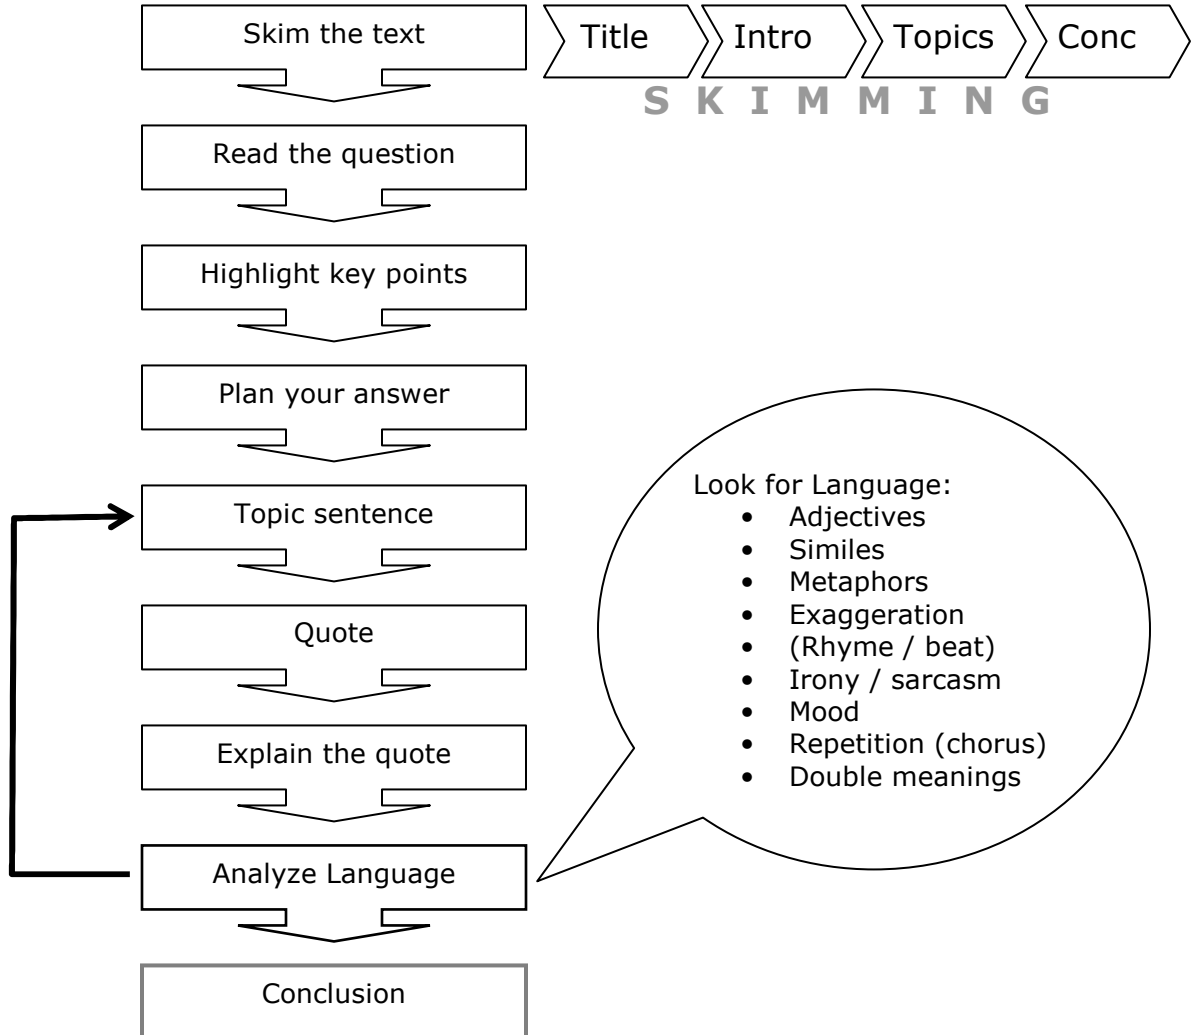 Skim the text
Title
Intro
Topics
Conc
S K I M M I N G
Read the question
Highlight key points
Plan your answer
Topic sentence
Quote
Explain the quote
Analyze Language
Conclusion
Look for Language:
• Adjectives
• Similes
• Metaphors
• Exaggeration
• (Rhyme / beat)
• Irony / sarcasm
• Mood
• Repetition (chorus)
• Double meanings